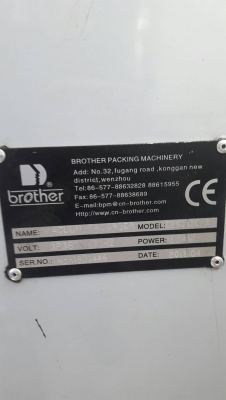 BROTHER PACKING MACHINERY
Add: No.32,lugang road ,konggan new
district,wenzhou
Tel:86-577-88632828 88615955
Fax: 86-577-88638689
E-mail:bpm@cn-brother.com
Http://www.cn-brother.com
brother
CE
NAME: MODEL:
VOLT: POWER:
SER.NO: DATE: